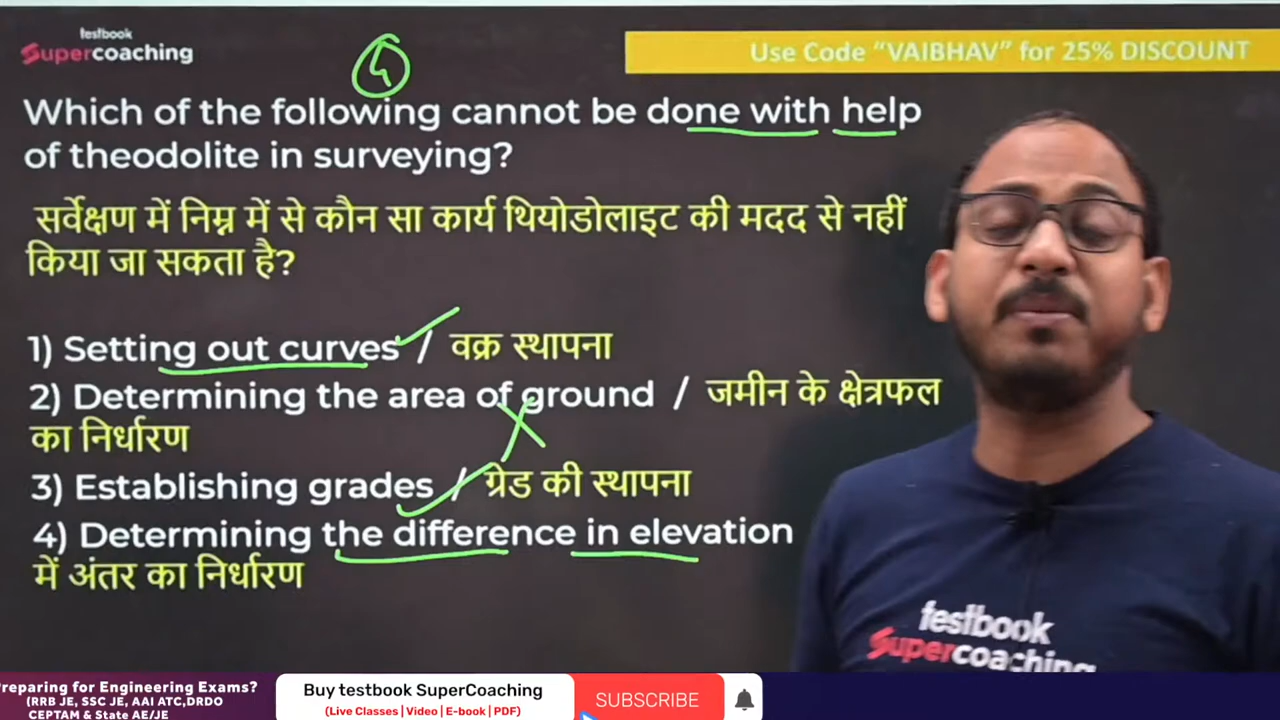 testbook
Supercoaching
Use Code “VAIBHAV” for 25% DISCOUNT
4
Which of the following cannot be done with help
of theodolite in surveying?
सर्वेक्षण में निम्न में से कौन सा कार्य थियोडोलाइट की मदद से नहीं
किया जा सकता है?
1) Setting out curves / वक्र स्थापना
2) Determining the area of ground / जमीन के क्षेत्रफल
का निर्धारण
3) Establishing grades / ग्रेड की स्थापना
4) Determining the difference in elevation
में अंतर का निर्धारण
testbook
Supercoaching
Preparing for Engineering Exams?
(RRB JE, SSC JE, AAI ATC,DRDO
CEPTAM & State AE/JE
Buy testbook SuperCoaching
(Live Classes | Video | E-book | PDF)
SUBSCRIBE